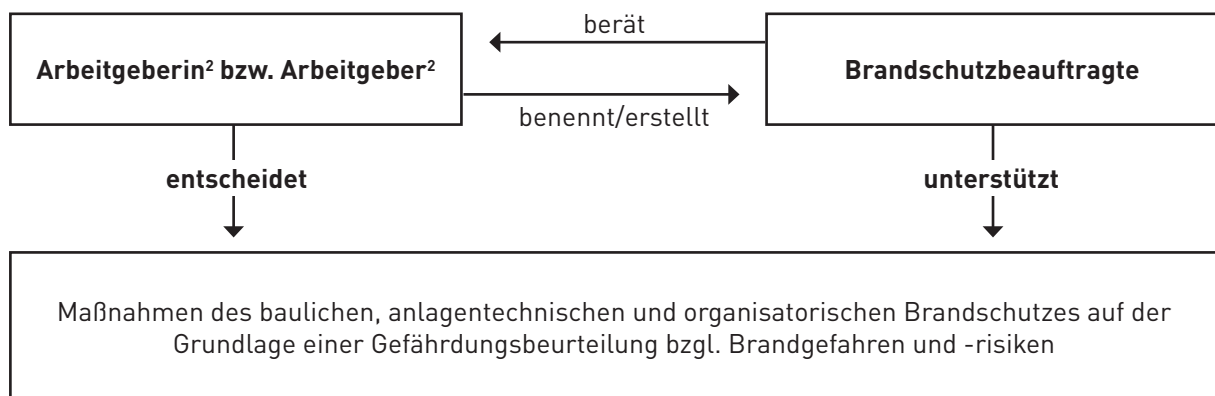 berät
Arbeitgeberin² bzw. Arbeitgeber²
Brandschutzbeauftragte
benennt/erstellt
entscheidet
unterstützt
Maßnahmen des baulichen, anlagentechnischen und organisatorischen Brandschutzes auf der
Grundlage einer Gefährdungsbeurteilung bzgl. Brandgefahren und -risiken